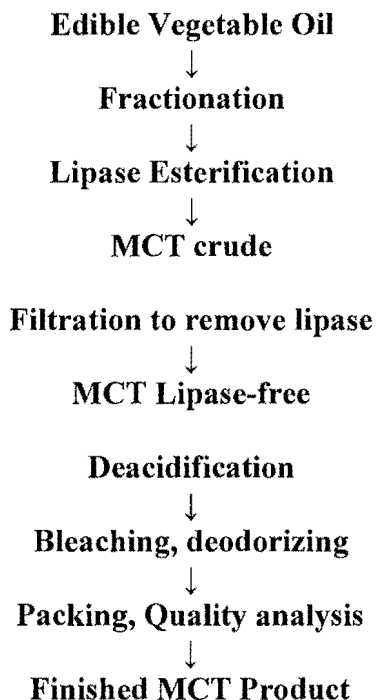 Edible Vegetable Oil
↓
Fractionation
↓
Lipase Esterification
↓
MCT crude
Filtration to remove lipase
↓
MCT Lipase-free
Deacidification
↓
Bleaching, deodorizing
↓
Packing, Quality analysis
↓
Finished MCT Product